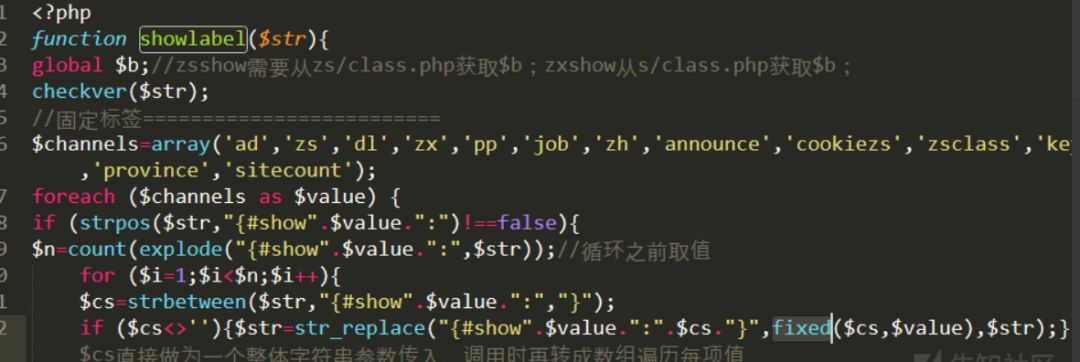 1 <?php
2 function showlabel($str){
3 global $b;//zsshow需要从zs/class.php获取$b；zxshow从s/class.php获取$b；
4 checkver($str);
5 //固定标签=========================
6 $channels=array('ad','zs','dl','zx','pp','job','zh','announce','cookiezs','zsclass','ke
,'province','sitecount');
7 foreach ($channels as $value) {
8 if (strpos($str,"{#show".$value.":")!==false){
9 $n=count(explode("{#show".$value.":",$str));//循环之前取值
0 for ($i=1;$i<$n;$i++){
1 $cs=strbetween($str,"{#show".$value.":","}");
2 if ($cs<>''){$str=str_replace("{#show".$value.":".$cs."}",fixed($cs,$value),$str);}
$cs直接做为一个整体字符串参数传入，调用时再转成数组遍历每项值
先知社区